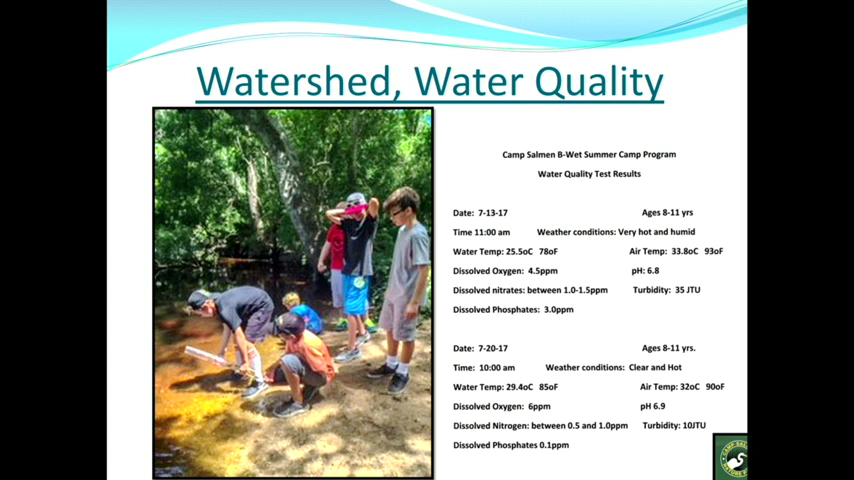 Watershed, Water Quality
Camp Salmen B-Wet Summer Camp Program
Water Quality Test Results
Date: 7-13-17 Ages 8-11 yrs
Time 11:00 am Weather conditions: Very hot and humid
Water Temp: 25.5oC 78oF Air Temp: 33.8oC 93oF
Dissolved Oxygen: 4.5ppm pH: 6.8
Dissolved nitrates: between 1.0-1.5ppm Turbidity: 35 JTU
Dissolved Phosphates: 3.0ppm
Date: 7-20-17 Ages 8-11 yrs.
Time: 10:00 am Weather conditions: Clear and Hot
Water Temp: 29.4oC 85oF Air Temp: 32oC 90oF
Dissolved Oxygen: 6ppm pH 6.9
Dissolved Nitrogen: between 0.5 and 1.0ppm Turbidity: 10JTU
Dissolved Phosphates 0.1ppm